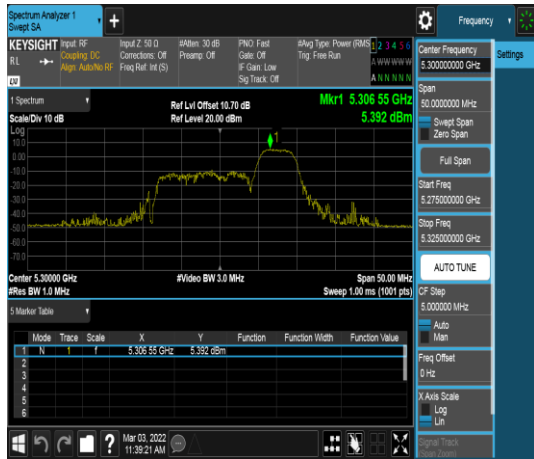 Spectrum Analyzer 1
Swept SA
Frequency
KEYSIGHT
Input: RF
Coupling: DC
Align: Auto/No RF
Input Z: 50 Ω
Corrections: Off
Freq Ref: Int (S)
#Atten: 30 dB
Preamp: Off
PNO: Fast
Gate: Off
IF Gain: Low
Sig Track: Off
#Avg Type: Power (RMS
Trig: Free Run
1 2 3 4 5 6
A W W W W W
A N N N N N
RL
LXI
1 Spectrum
Scale/Div 10 dB
Ref Lvl Offset 10.70 dB
Ref Level 20.00 dBm
Mkr1 5.306 55 GHz
5.392 dBm
Log
10.0
0.00
-10.0
-20.0
-30.0
-40.0
-50.0
-60.0
-70.0
1
Center 5.30000 GHz
#Res BW 1.0 MHz
#Video BW 3.0 MHz
Span 50.00 MHz
Sweep 1.00 ms (1001 pts)
5 Marker Table
Mode Trace Scale X Y Function Function Width Function Value
1 N 1 f 5.306 55 GHz 5.392 dBm
2
3
4
5
6
Mar 03, 2022
11:39:21 AM
Center Frequency
5.300000000 GHz
Settings
Span
50.0000000 MHz
Swept Span
Zero Span
Full Span
Start Freq
5.275000000 GHz
Stop Freq
5.325000000 GHz
AUTO TUNE
CF Step
5.000000 MHz
Auto
Man
Freq Offset
0 Hz
X Axis Scale
Log
Lin
Signal Track
(Span Zoom)